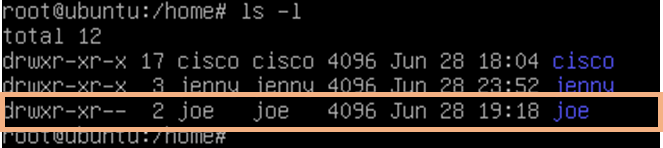 root@ubuntu:/home# ls -l
total 12
drwxr-xr-x 17 cisco cisco 4096 Jun 28 18:04 cisco
drwxr-xr-x  3 jenny jenny 4096 Jun 28 23:52 jenny
drwxr-xr--  2 joe   joe   4096 Jun 28 19:18 joe
root@ubuntu:/home#